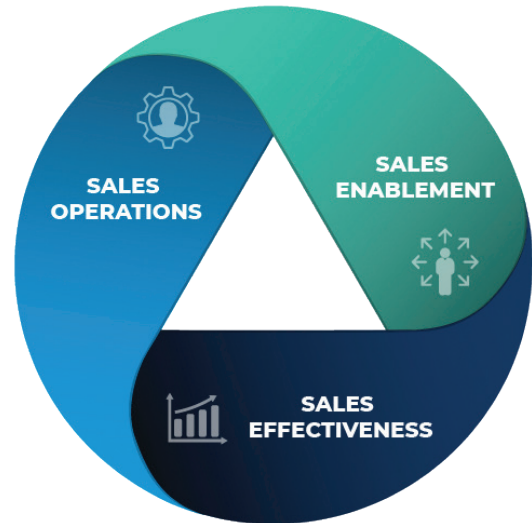 SALES
OPERATIONS
SALES
ENABLEMENT
SALES
EFFECTIVENESS